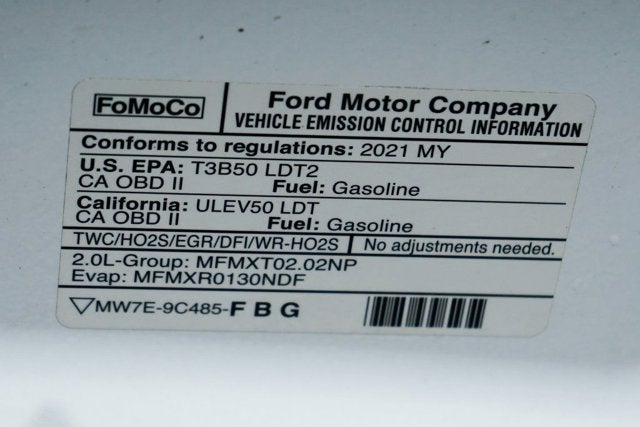 FoMoCo
Ford Motor Company
VEHICLE EMISSION CONTROL INFORMATION
Conforms to regulations: 2021 MY
U.S. EPA: T3B50 LDT2
CA OBD II Fuel: Gasoline
California: ULEV50 LDT
CA OBD II Fuel: Gasoline
TWC/HO2S/EGR/DFI/WR-HO2S No adjustments needed.
2.0L-Group: MFMXT02.02NP
Evap: MFMXR0130NDF
MW7E-9C485-F B G